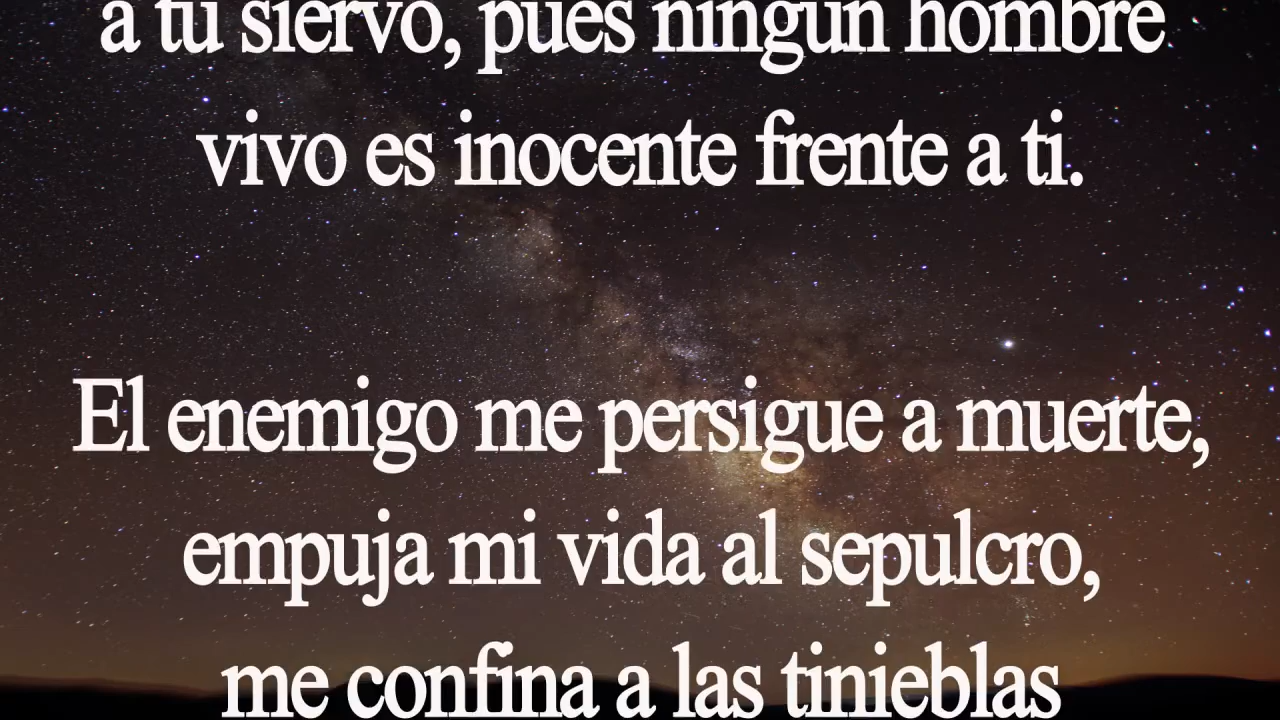 a tu siervo, pues ningún hombre
vivo es inocente frente a ti.
El enemigo me persigue a muerte,
empuja mi vida al sepulcro,
me confina a las tinieblas